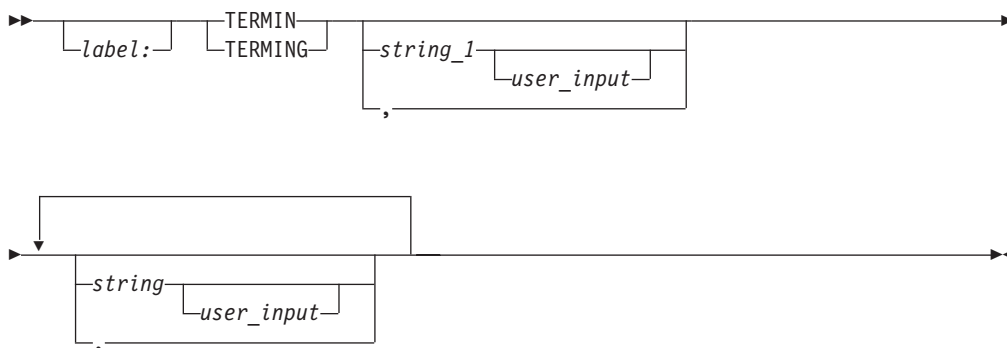 TERMIN
label: TERMING string_1
user_input
,
string
user_input
,